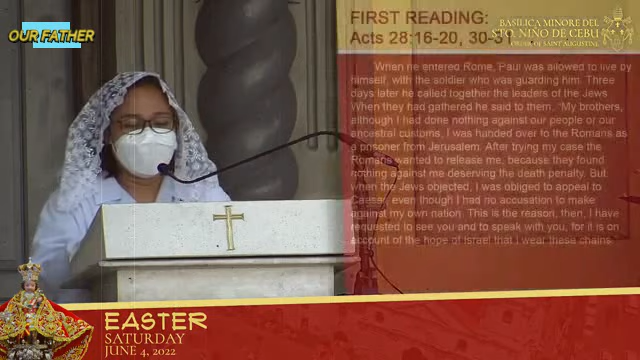 OUR FATHER
FIRST READING:
Acts 28:16-20, 30-31
BASILICA MINORE DEL
STO. NIÑO DE CEBU
ORDER OF SAINT AUGUSTINE
When he entered Rome, Paul was allowed to live by
himself, with the soldier who was guarding him. Three
days later he called together the leaders of the Jews
When they had gathered he said to them, "My brothers,
although I had done nothing against our people or our
ancestral customs, I was handed over to the Romans as
a prisoner from Jerusalem. After trying my case the
Romans wanted to release me, because they found
nothing against me deserving the death penalty. But
when the Jews objected, I was obliged to appeal to
Caesar, even though I had no accusation to make
against my own nation. This is the reason, then, I have
requested to see you and to speak with you, for it is on
account of the hope of Israel that I wear these chains
EASTER
SATURDAY
JUNE 4, 2022